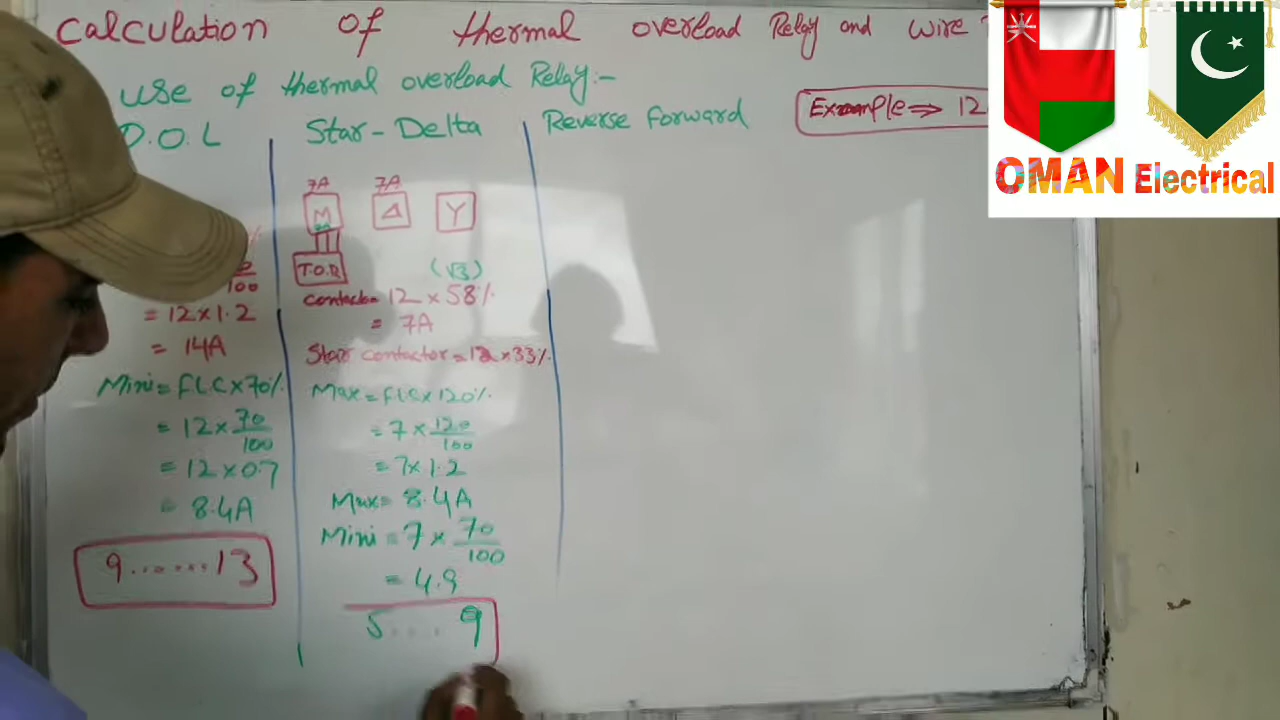 Calculation of thermal overload Relay and wire
Use of thermal overload Relay:-
D.O.L
%
100
= 12 x 1.2
= 14A
Mini = FLC x 70%
= 12 x 70/100
= 12 x 0.7
= 8.4A
9.......13
Star-Delta
7A 7A
M Δ Y
T.O.R
(√3)
Contactor = 12 x 58%
= 7A
Star contactor = 12 x 33%
Max = FLC x 120%
= 7 x 120/100
= 7 x 1.2
Max = 8.4A
Mini = 7 x 70/100
= 4.9
5....9
Reverse Forward
Example ⇒ 12
OMAN Electrical